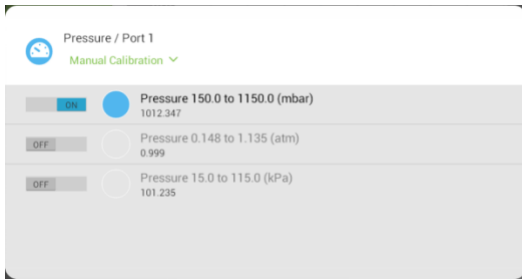 Pressure / Port 1
Manual Calibration
ON
Pressure 150.0 to 1150.0 (mbar)
1012.347
OFF
Pressure 0.148 to 1.135 (atm)
0.999
OFF
Pressure 15.0 to 115.0 (kPa)
101.235